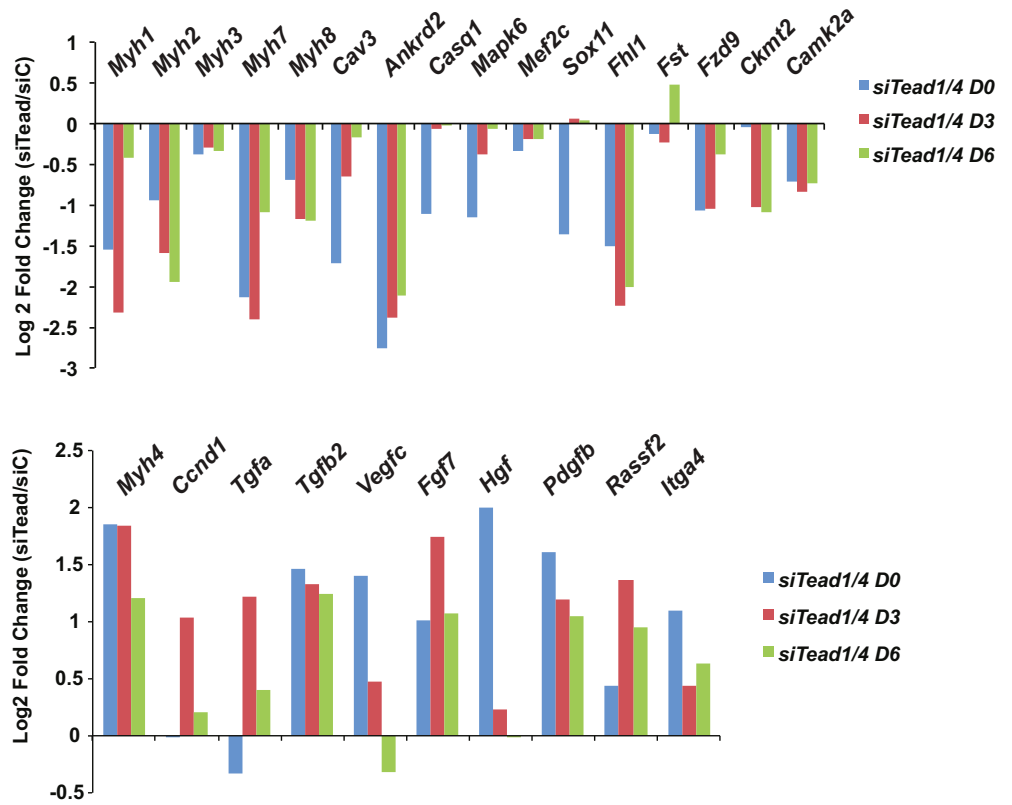 Myh1 Myh2 Myh3 Myh7 Myh8 Cav3 Ankrd2 Casq1 Mapk6 Mef2c Sox11 Fhl1 Fst Fzd9 Ckmt2 Camk2a
Log 2 Fold Change (siTead/siC)
1
0.5
0
-0.5
-1
-1.5
-2
-2.5
-3
siTead1/4 D0
siTead1/4 D3
siTead1/4 D6
Myh4 Ccnd1 Tgfa Tgfb2 Vegfc Fgf7 Hgf Pdgfb Rassf2 Itga4
Log2 Fold Change (siTead/siC)
2.5
2
1.5
1
0.5
0
-0.5
siTead1/4 D0
siTead1/4 D3
siTead1/4 D6